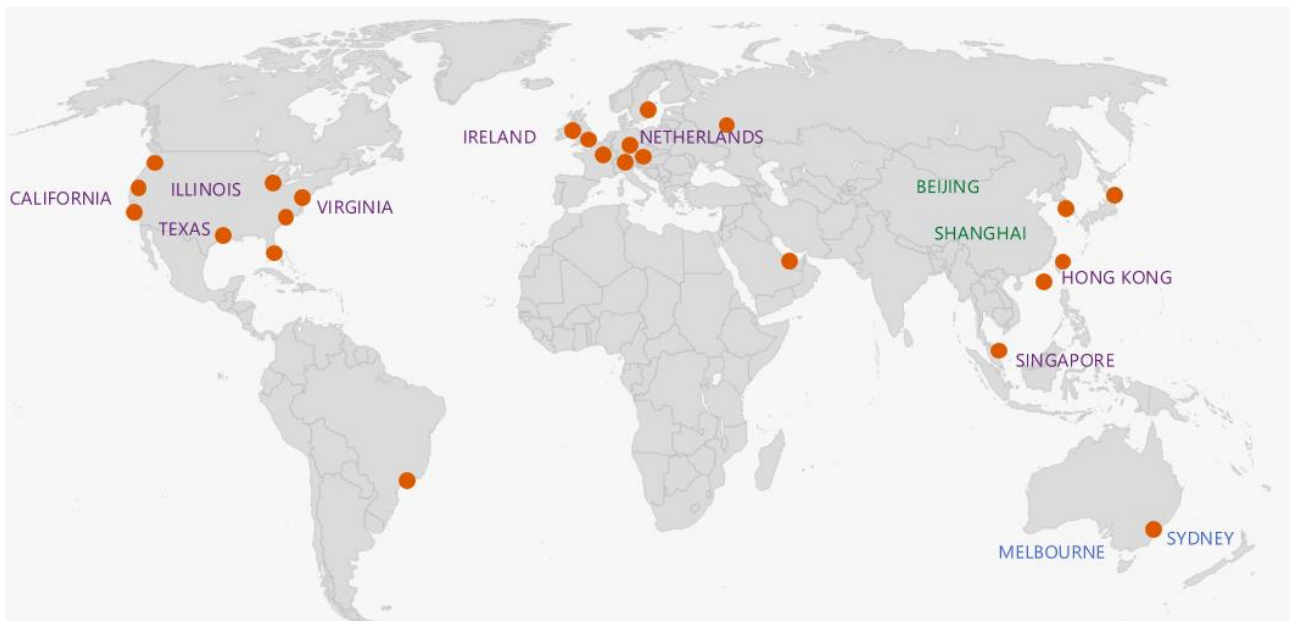 IRELAND
NETHERLANDS
CALIFORNIA
ILLINOIS
VIRGINIA
TEXAS
BEIJING
SHANGHAI
HONG KONG
SINGAPORE
SYDNEY
MELBOURNE